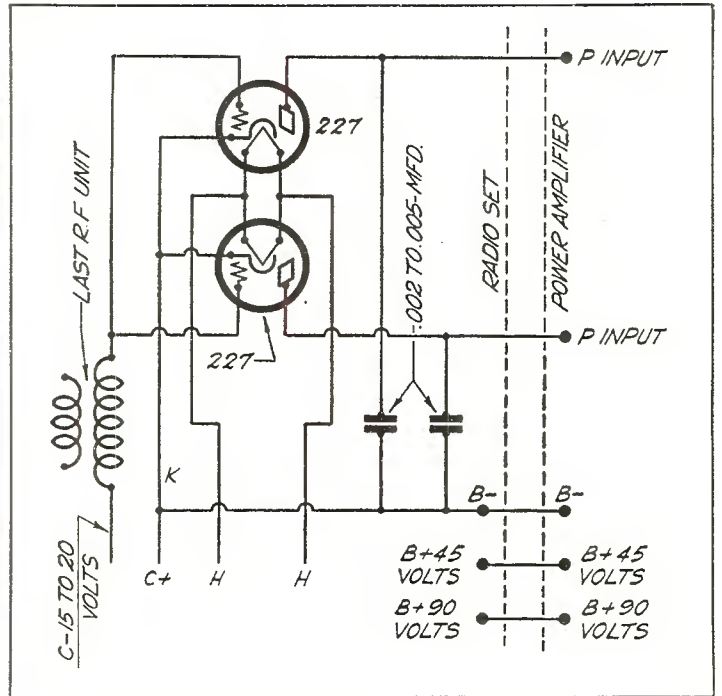 P INPUT
227
LAST R.F UNIT
RADIO SET
POWER AMPLIFIER
.002 TO .005-MFD.
P INPUT
227
K
B-
B-
C-15 TO 20
VOLTS
C+
H
H
B+45
VOLTS
B+45
VOLTS
B+90
VOLTS
B+90
VOLTS